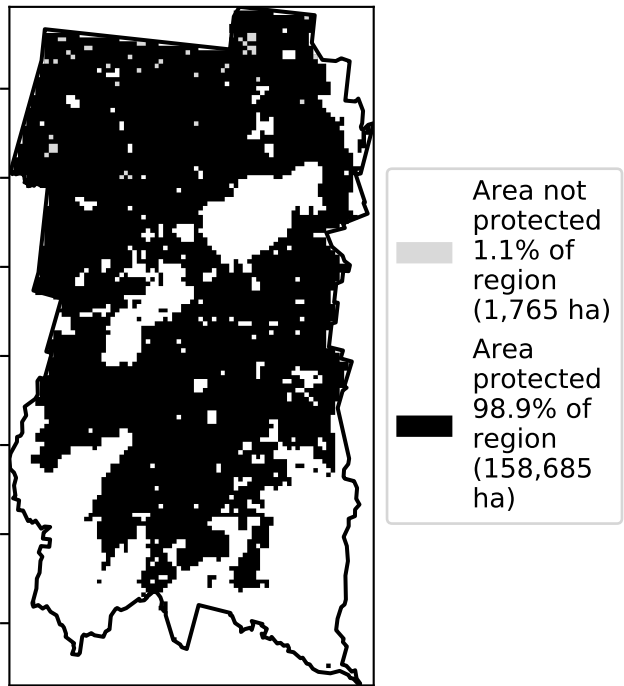 Area not
protected
1.1% of
region
(1,765 ha)
Area
protected
98.9% of
region
(158,685
ha)